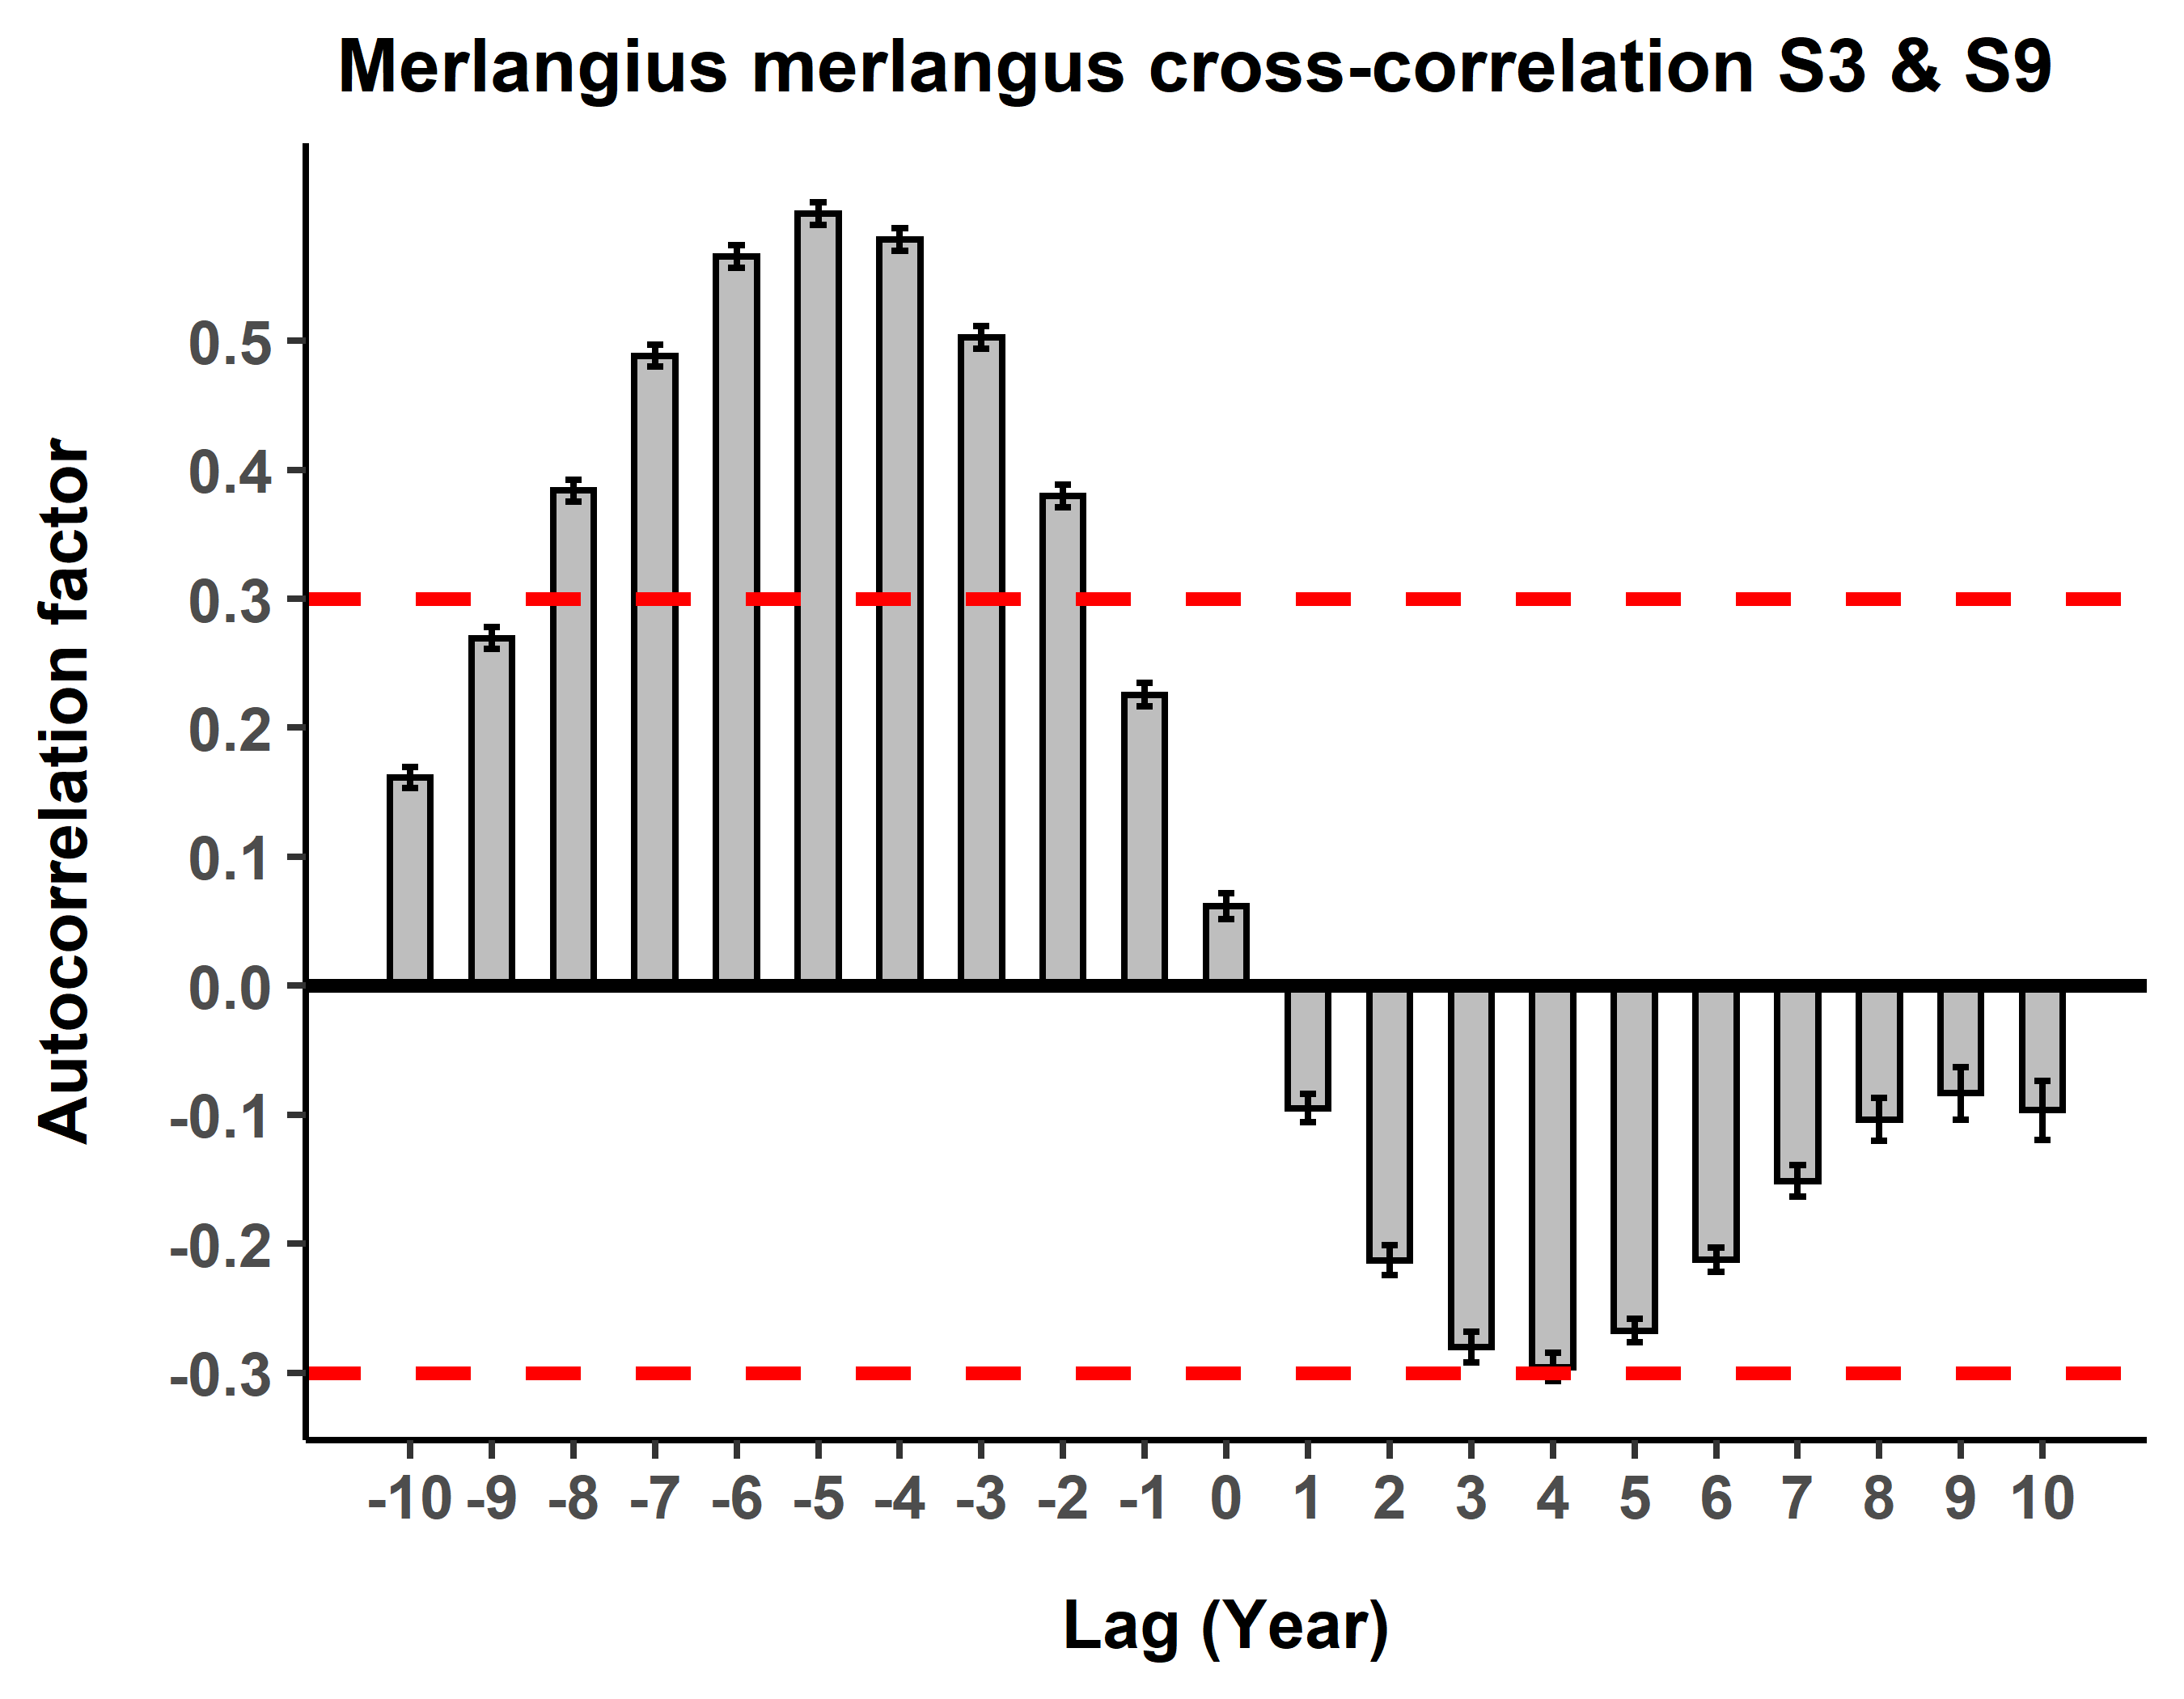 Merlangius merlangus cross-correlation S3 & S9
Autocorrelation factor
0.5
0.4
0.3
0.2
0.1
0.0
-0.1
-0.2
-0.3
-10 -9 -8 -7 -6 -5 -4 -3 -2 -1 0 1 2 3 4 5 6 7 8 9 10
Lag (Year)